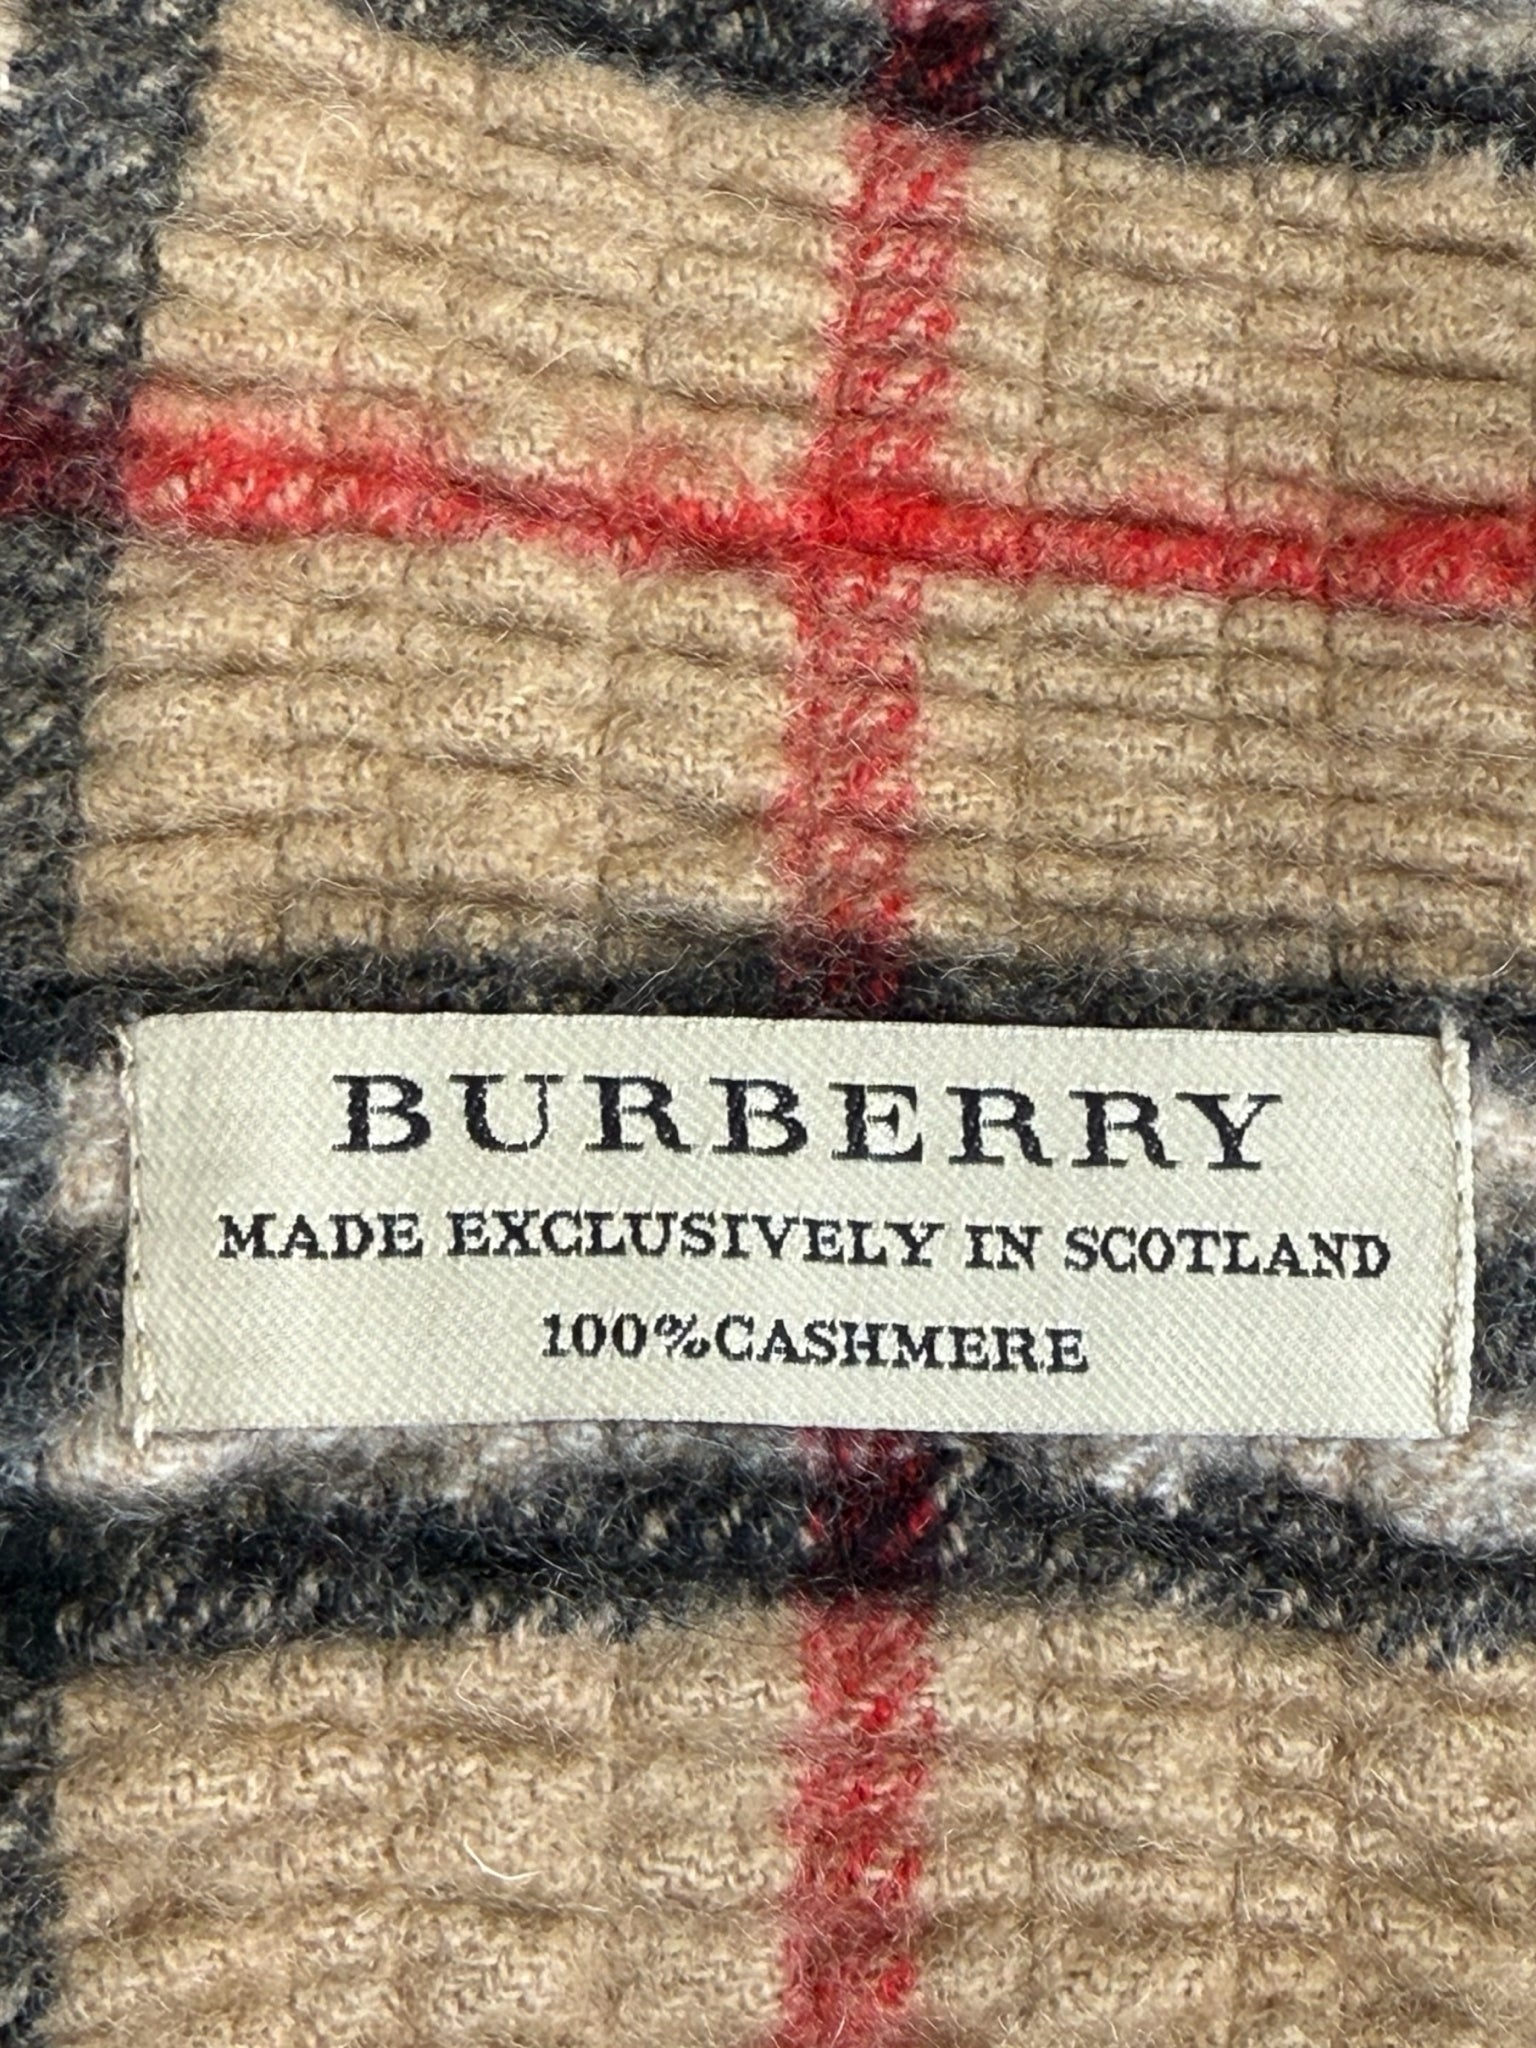 BURBERRY
MADE EXCLUSIVELY IN SCOTLAND
100%CASHMERE